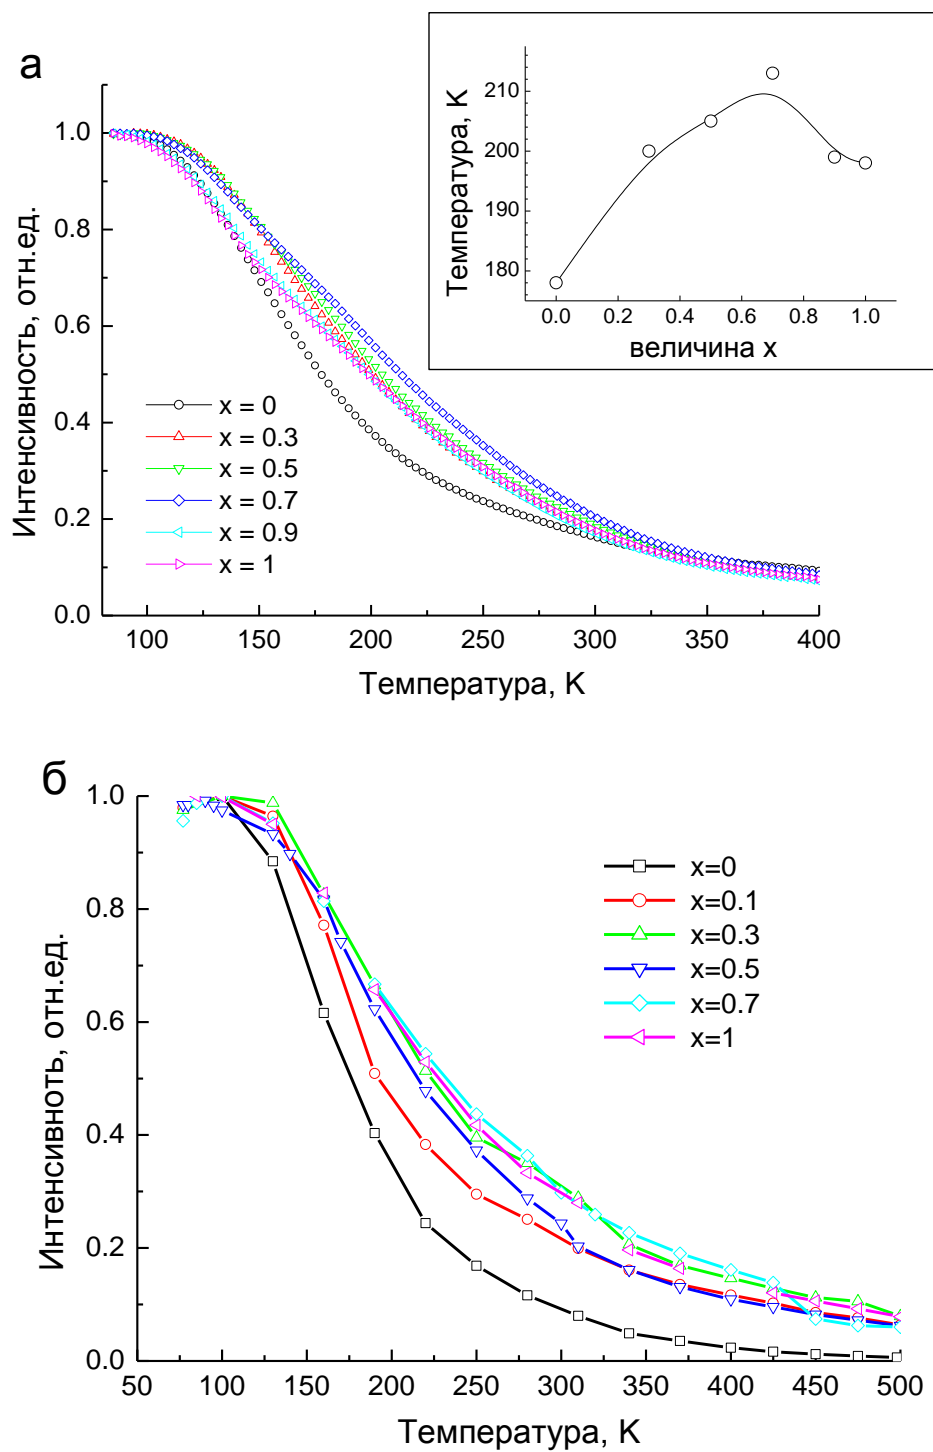 а
Интенсивность, отн.ед.
1.0
0.8
0.6
0.4
0.2
0.0
100 150 200 250 300 350 400
Температура, К
x = 0
x = 0.3
x = 0.5
x = 0.7
x = 0.9
x = 1
Температура, К
210
200
190
180
0.0 0.2 0.4 0.6 0.8 1.0
величина x
б
Интенсивноть, отн.ед.
1.0
0.8
0.6
0.4
0.2
0.0
50 100 150 200 250 300 350 400 450 500
Температура, К
x=0
x=0.1
x=0.3
x=0.5
x=0.7
x=1